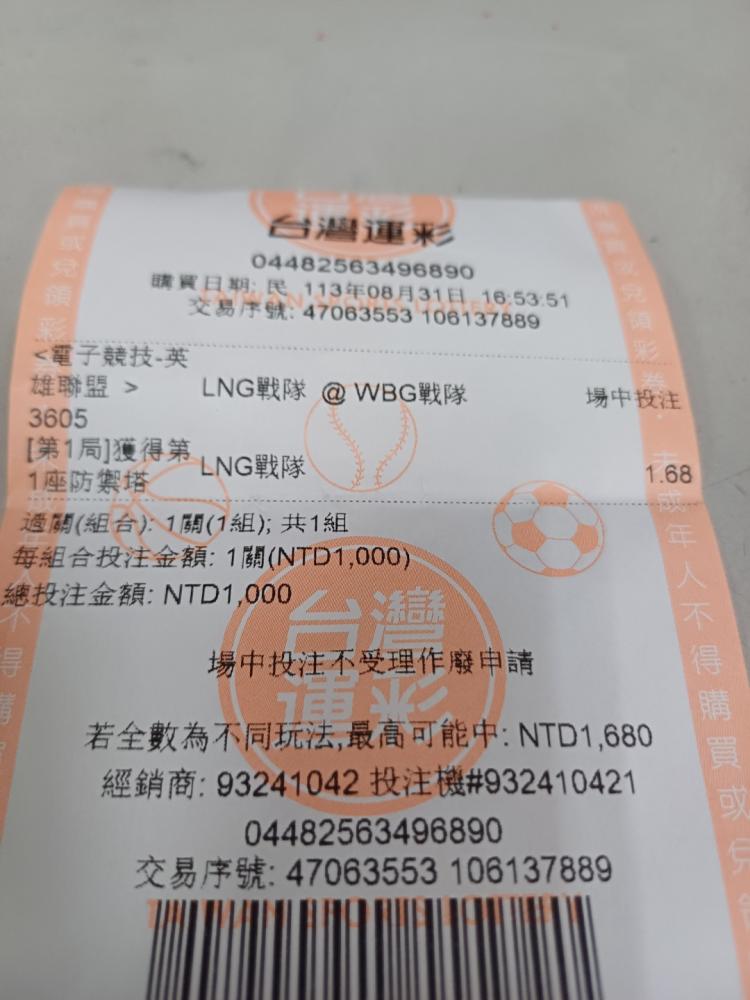 台灣運彩
04482563496890
購買日期: 民 113年08月31日 16:53:51
交易序號: 47063553 106137889
<電子競技-英
雄聯盟 > LNG戰隊 @ WBG戰隊 場中投注
3605
[第1局]獲得第
1座防禦塔 LNG戰隊 1.68
過關(組合): 1關(1組); 共1組
每組合投注金額: 1關(NTD1,000)
總投注金額: NTD1,000
台灣
運彩
場中投注不受理作廢申請
若全數為不同玩法,最高可能中: NTD1,680
經銷商: 93241042 投注機#932410421
04482563496890
交易序號: 47063553 106137889
TAIWAN SPORTS LOTTERY